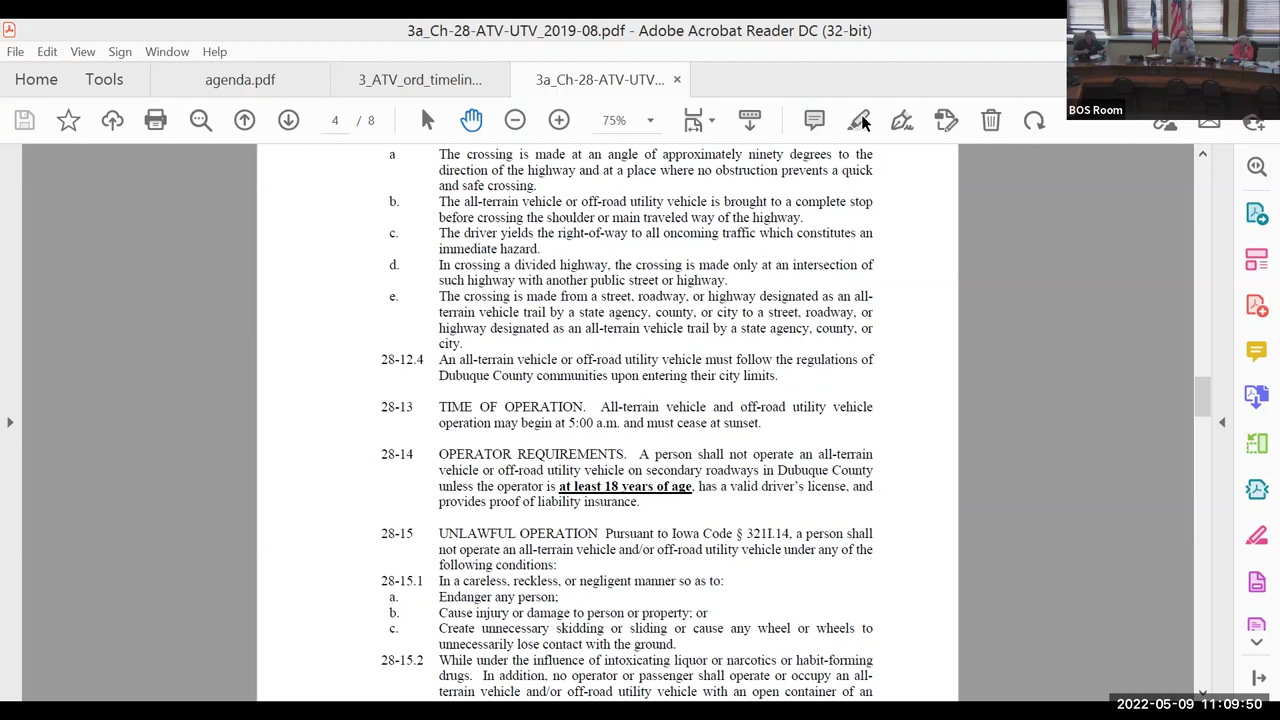 3a_Ch-28-ATV-UTV_2019-08.pdf - Adobe Acrobat Reader DC (32-bit)
File Edit View Sign Window Help
Home Tools agenda.pdf 3_ATV_ord_timelin... 3a_Ch-28-ATV-UTV... ×
BOS Room
4 / 8 75%
a The crossing is made at an angle of approximately ninety degrees to the
direction of the highway and at a place where no obstruction prevents a quick
and safe crossing.
b. The all-terrain vehicle or off-road utility vehicle is brought to a complete stop
before crossing the shoulder or main traveled way of the highway.
c. The driver yields the right-of-way to all oncoming traffic which constitutes an
immediate hazard.
d. In crossing a divided highway, the crossing is made only at an intersection of
such highway with another public street or highway.
e. The crossing is made from a street, roadway, or highway designated as an all-
terrain vehicle trail by a state agency, county, or city to a street, roadway, or
highway designated as an all-terrain vehicle trail by a state agency, county, or
city.
28-12.4 An all-terrain vehicle or off-road utility vehicle must follow the regulations of
Dubuque County communities upon entering their city limits.
28-13 TIME OF OPERATION. All-terrain vehicle and off-road utility vehicle
operation may begin at 5:00 a.m. and must cease at sunset.
28-14 OPERATOR REQUIREMENTS. A person shall not operate an all-terrain
vehicle or off-road utility vehicle on secondary roadways in Dubuque County
unless the operator is at least 18 years of age, has a valid driver's license, and
provides proof of liability insurance.
28-15 UNLAWFUL OPERATION Pursuant to Iowa Code § 321I.14, a person shall
not operate an all-terrain vehicle and/or off-road utility vehicle under any of the
following conditions:
28-15.1 In a careless, reckless, or negligent manner so as to:
a. Endanger any person;
b. Cause injury or damage to person or property; or
c. Create unnecessary skidding or sliding or cause any wheel or wheels to
unnecessarily lose contact with the ground.
28-15.2 While under the influence of intoxicating liquor or narcotics or habit-forming
drugs. In addition, no operator or passenger shall operate or occupy an all-
terrain vehicle and/or off-road utility vehicle with an open container of an
2022-05-09 11:09:50